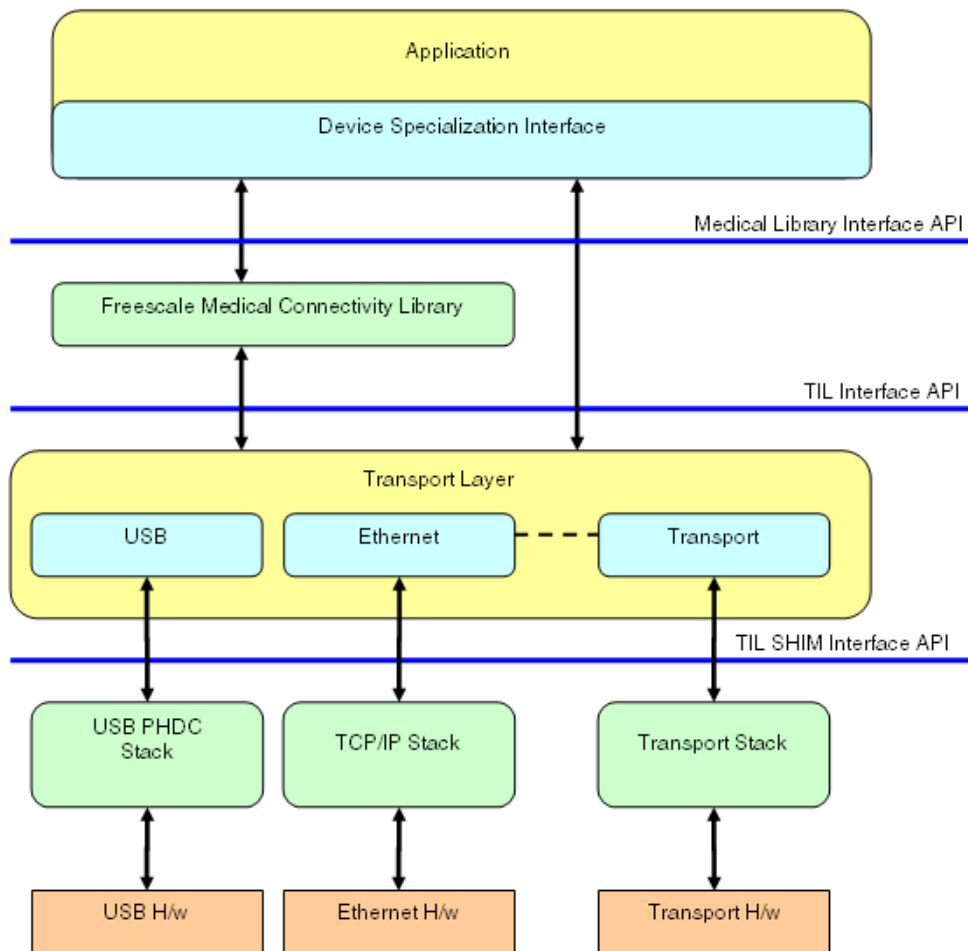 Application
Device Specialization Interface
Medical Library Interface API
Freescale Medical Connectivity Library
TIL Interface API
Transport Layer
USB
Ethernet
Transport
TIL SHIM Interface API
USB PHDC
Stack
TCP/IP Stack
Transport Stack
USB H/w
Ethernet H/w
Transport H/w